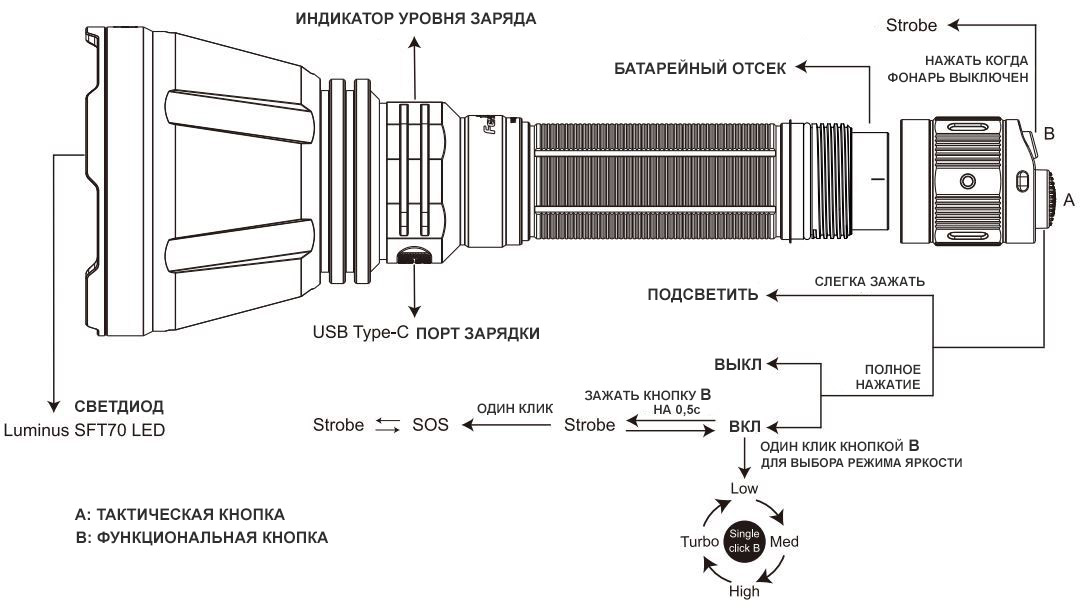 ИНДИКАТОР УРОВНЯ ЗАРЯДА
Strobe
НАЖАТЬ КОГДА
ФОНАРЬ ВЫКЛЮЧЕН
БАТАРЕЙНЫЙ ОТСЕК
B
A
СЛЕГКА ЗАЖАТЬ
ПОДСВЕТИТЬ
USB Type-C ПОРТ ЗАРЯДКИ
ВЫКЛ
ПОЛНОЕ
НАЖАТИЕ
СВЕТДИОД
Luminus SFT70 LED
ЗАЖАТЬ КНОПКУ B
НА 0,5с
ОДИН КЛИК
Strobe
SOS
Strobe
ВКЛ
ОДИН КЛИК КНОПКОЙ B
ДЛЯ ВЫБОРА РЕЖИМА ЯРКОСТИ
Low
Turbo
Single
click B
Med
High
A: ТАКТИЧЕСКАЯ КНОПКА
B: ФУНКЦИОНАЛЬНАЯ КНОПКА